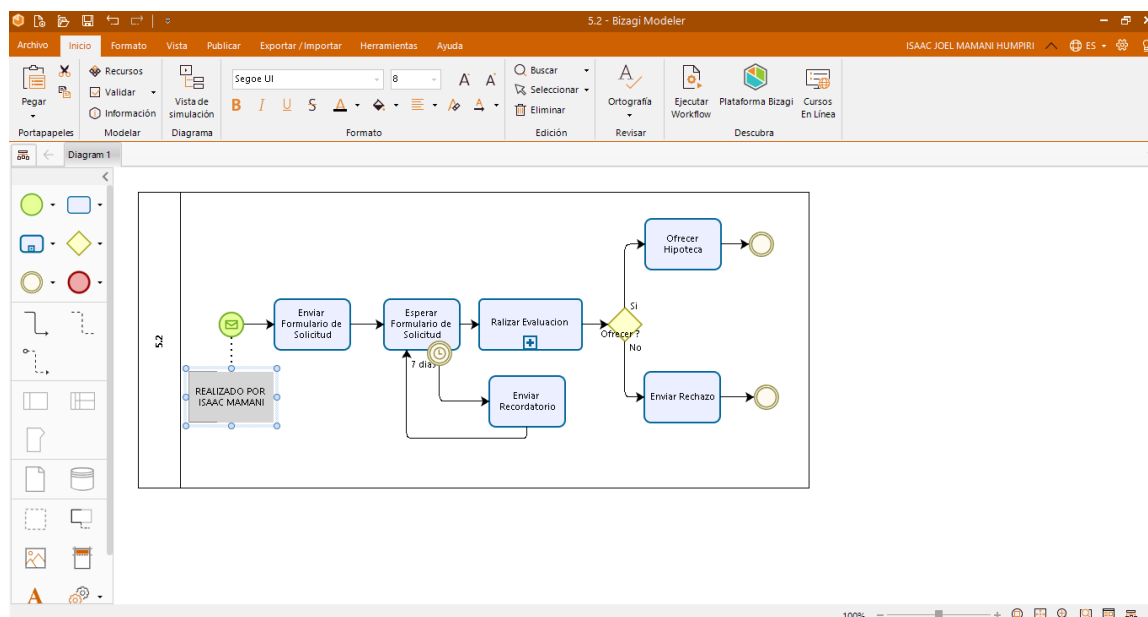 5.2 - Bizagi Modeler
Archivo Inicio Formato Vista Publicar Exportar / Importar Herramientas Ayuda
ISAAC JOEL MAMANI HUMPIRI ES
Pegar
Portapapeles
Recursos
Validar
Información
Modelar
Vista de
simulación
Diagrama
Segoe UI 8 A A
B I U S A A
Formato
Buscar
Seleccionar
Eliminar
Edición
A
Ortografía
Revisar
Ejecutar
Workflow
Plataforma Bizagi
Cursos
En Línea
Descubra
Diagram 1
5.2
Enviar
Formulario de
Solicitud
Esperar
Formulario de
Solicitud
7 dias
Ralizar Evaluacion
Ofrecer ?
Si
No
Ofrecer
Hipoteca
Enviar Rechazo
Enviar
Recordatorio
REALIZADO POR
ISAAC MAMANI
A
100%